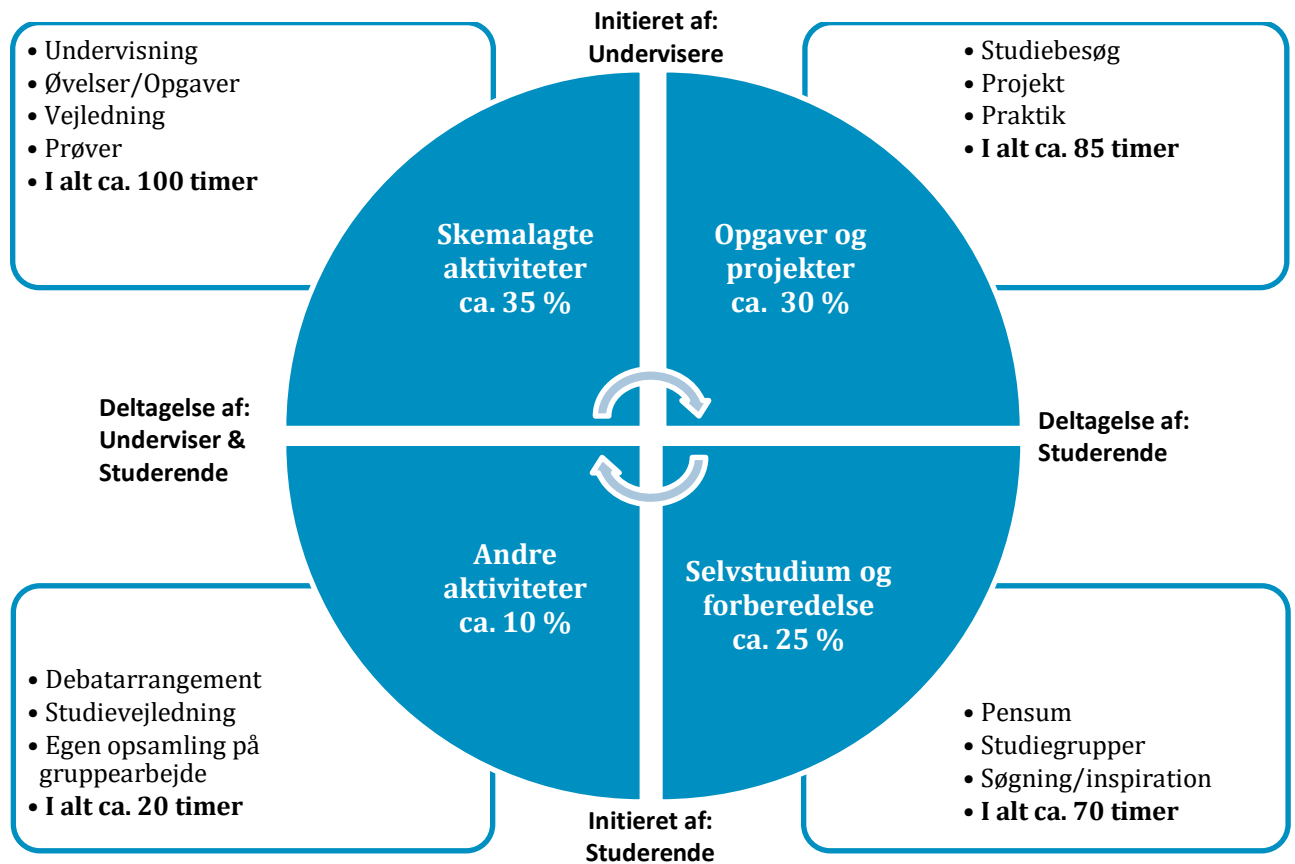 Initieret af:
Undervisere
• Undervisning
• Øvelser/Opgaver
• Vejledning
• Prøver
• I alt ca. 100 timer
• Studiebesøg
• Projekt
• Praktik
• I alt ca. 85 timer
Skemalagte
aktiviteter
ca. 35 %
Opgaver og
projekter
ca. 30 %
Deltagelse af:
Underviser &
Studerende
Deltagelse af:
Studerende
Andre
aktiviteter
ca. 10 %
Selvstudium og
forberedelse
ca. 25 %
• Debatarrangement
• Studievejledning
• Egen opsamling på
gruppearbejde
• I alt ca. 20 timer
• Pensum
• Studiegrupper
• Søgning/inspiration
• I alt ca. 70 timer
Initieret af:
Studerende